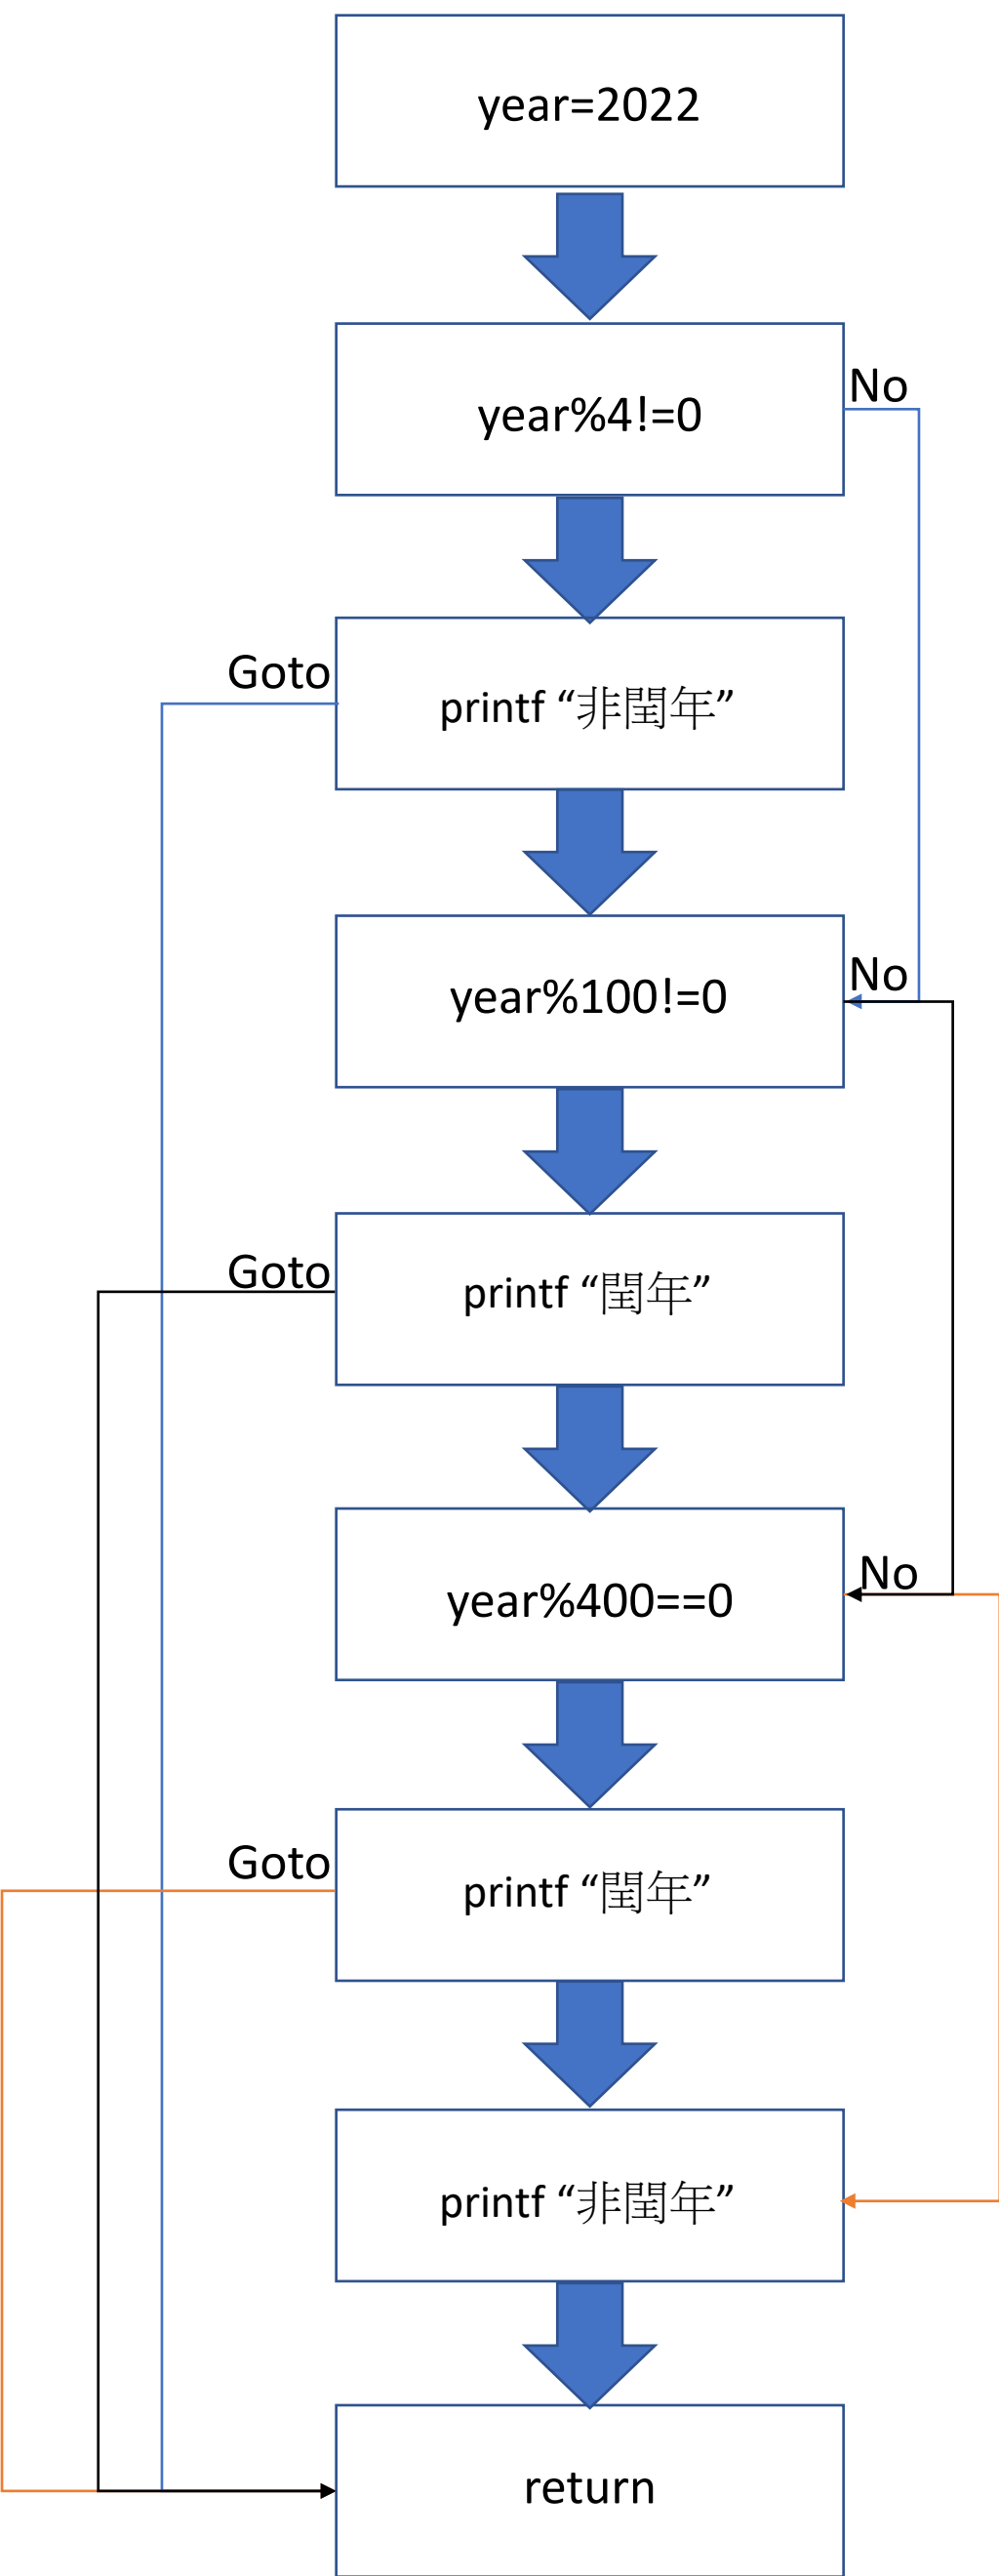 year=2022
No
year%4!=0
Goto
printf “非閏年”
No
year%100!=0
Goto
printf “閏年”
No
year%400==0
Goto
printf “閏年”
printf “非閏年”
return